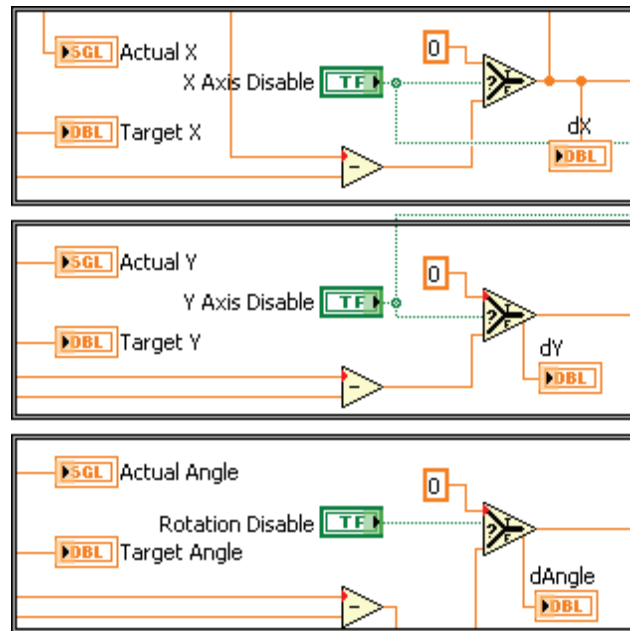 SGL Actual X
0
X Axis Disable TF
? T F
DBL Target X
dX
DBL
-
SGL Actual Y
0
Y Axis Disable TF
? T F
DBL Target Y
dY
DBL
-
SGL Actual Angle
0
Rotation Disable TF
? T F
DBL Target Angle
dAngle
DBL
-